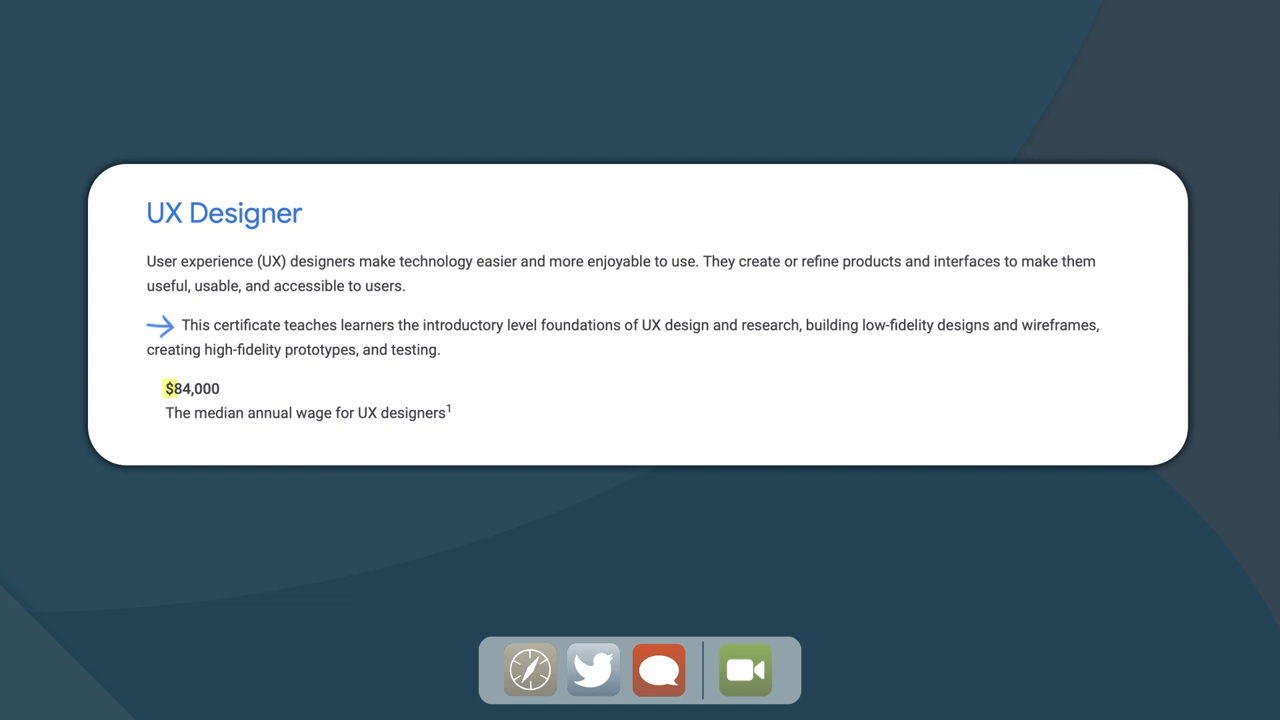 UX Designer
User experience (UX) designers make technology easier and more enjoyable to use. They create or refine products and interfaces to make them
useful, usable, and accessible to users.
This certificate teaches learners the introductory level foundations of UX design and research, building low-fidelity designs and wireframes,
creating high-fidelity prototypes, and testing.
$84,000
The median annual wage for UX designers¹